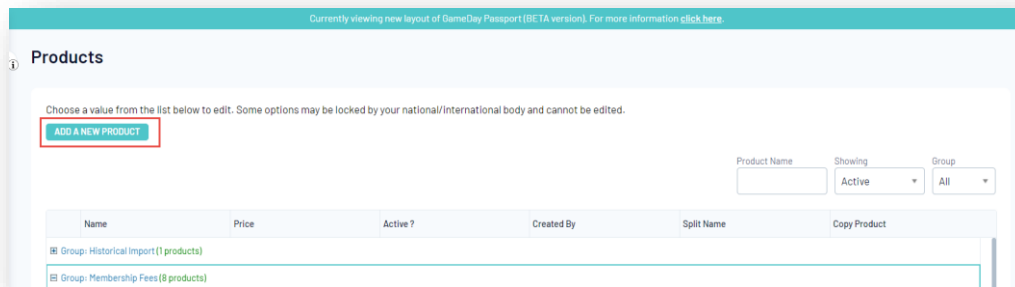 Currently viewing new layout of GameDay Passport (BETA version). For more information click here.
Products
Choose a value from the list below to edit. Some options may be locked by your national/international body and cannot be edited.
ADD A NEW PRODUCT
Product Name Showing Group
Active All
Name Price Active ? Created By Split Name Copy Product
Group: Historical Import (1 products)
Group: Membership Fees (8 products)